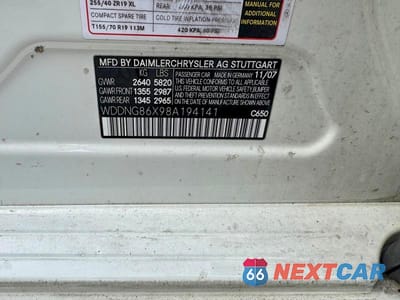 255/40 ZR19 XL
REAR
COMPACT SPARE TIRE
COLD TIRE INFLATION PRESSURE
T155/70 R19 113M
420 KPA, 60 PSI
MANUAL FOR
ADDITIONAL
INFORMATION
MFD BY DAIMLERCHRYSLER AG STUTTGART
KG LBS
MADE IN GERMANY 11/07
GVWR 2640 5820
GAWR FRONT 1355 2987
GAWR REAR 1345 2965
THIS VEHICLE CONFORMS TO ALL APPLICABLE
U.S. FEDERAL MOTOR VEHICLE SAFETY,
BUMPER, AND THEFT PREVENTION
STANDARDS IN EFFECT ON THE DATE OF
MANUFACTURE SHOWN ABOVE.
WDDNG86X98A194141
PASSENGER CAR
C650
66 NEXTCAR